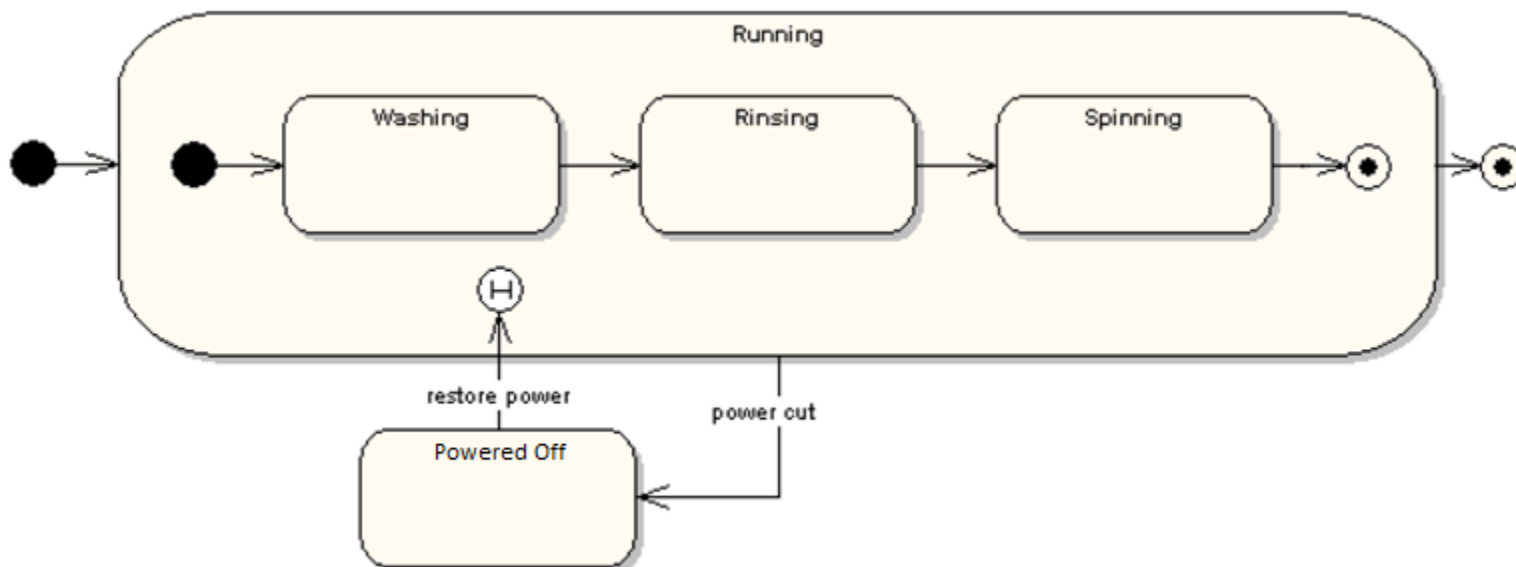 Running
Washing
Rinsing
Spinning
H
restore power
power cut
Powered Off